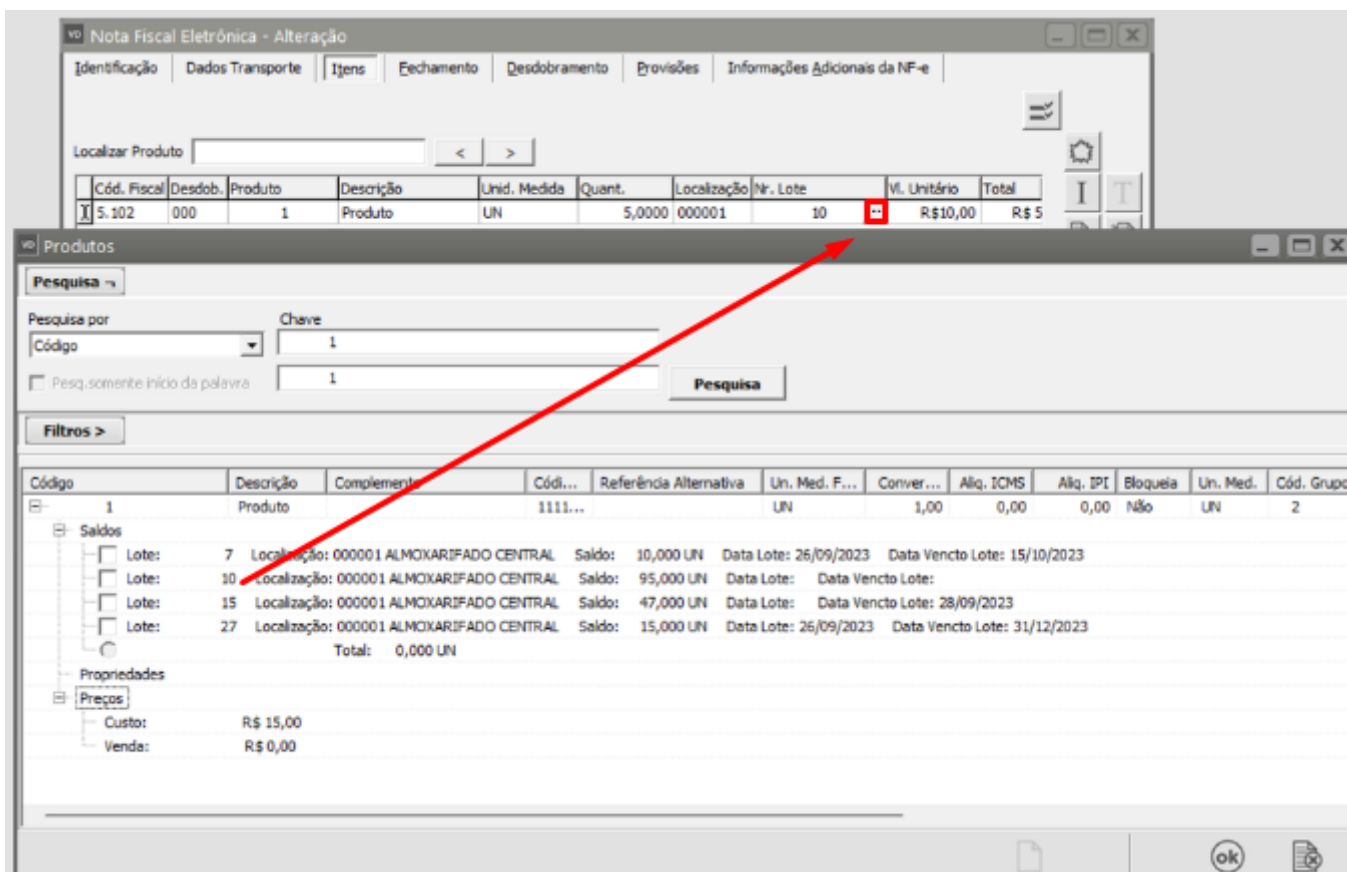 VD Nota Fiscal Eletrônica - Alteração
Identificação Dados Transporte Itens Fechamento Desdobramento Provisões Informações Adicionais da NF-e
Localizar Produto < >
Cód. Fiscal Desdob. Produto Descrição Unid. Medida Quant. Localização Nr. Lote Vl. Unitário Total
5.102 000 1 Produto UN 5,0000 000001 10 R$10,00 R$ 5
VD Produtos
Pesquisa ¬
Pesquisa por Chave
Código 1
Pesq.somente início da palavra 1 Pesquisa
Filtros >
Código Descrição Complemento Códi... Referência Alternativa Un. Med. F... Conver... Aliq. ICMS Aliq. IPI Bloqueia Un. Med. Cód. Grupo
1 Produto 1111... UN 1,00 0,00 0,00 Não UN 2
Saldos
Lote: 7 Localização: 000001 ALMOXARIFADO CENTRAL Saldo: 10,000 UN Data Lote: 26/09/2023 Data Vencto Lote: 15/10/2023
Lote: 10 Localização: 000001 ALMOXARIFADO CENTRAL Saldo: 95,000 UN Data Lote: Data Vencto Lote:
Lote: 15 Localização: 000001 ALMOXARIFADO CENTRAL Saldo: 47,000 UN Data Lote: Data Vencto Lote: 28/09/2023
Lote: 27 Localização: 000001 ALMOXARIFADO CENTRAL Saldo: 15,000 UN Data Lote: 26/09/2023 Data Vencto Lote: 31/12/2023
Total: 0,000 UN
Propriedades
Preços
Custo: R$ 15,00
Venda: R$ 0,00
ok